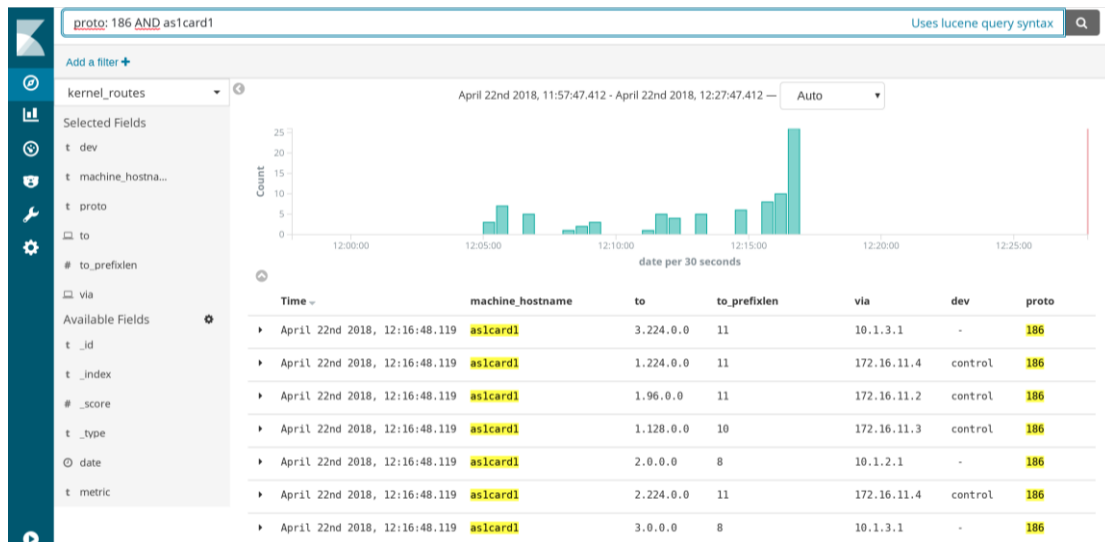 proto: 186 AND as1card1 Uses lucene query syntax
Add a filter +
kernel_routes
April 22nd 2018, 11:57:47.412 - April 22nd 2018, 12:27:47.412 — Auto
Selected Fields
t dev
t machine_hostna...
t proto
to
# to_prefixlen
via
Available Fields
t _id
t _index
# _score
t _type
date
t metric
Count
25
20
15
10
5
0
12:00:00 12:05:00 12:10:00 12:15:00 12:20:00 12:25:00
date per 30 seconds
Time machine_hostname to to_prefixlen via dev proto
April 22nd 2018, 12:16:48.119 as1card1 3.224.0.0 11 10.1.3.1 - 186
April 22nd 2018, 12:16:48.119 as1card1 1.224.0.0 11 172.16.11.4 control 186
April 22nd 2018, 12:16:48.119 as1card1 1.96.0.0 11 172.16.11.2 control 186
April 22nd 2018, 12:16:48.119 as1card1 1.128.0.0 10 172.16.11.3 control 186
April 22nd 2018, 12:16:48.119 as1card1 2.0.0.0 8 10.1.2.1 - 186
April 22nd 2018, 12:16:48.119 as1card1 2.224.0.0 11 172.16.11.4 control 186
April 22nd 2018, 12:16:48.119 as1card1 3.0.0.0 8 10.1.3.1 - 186